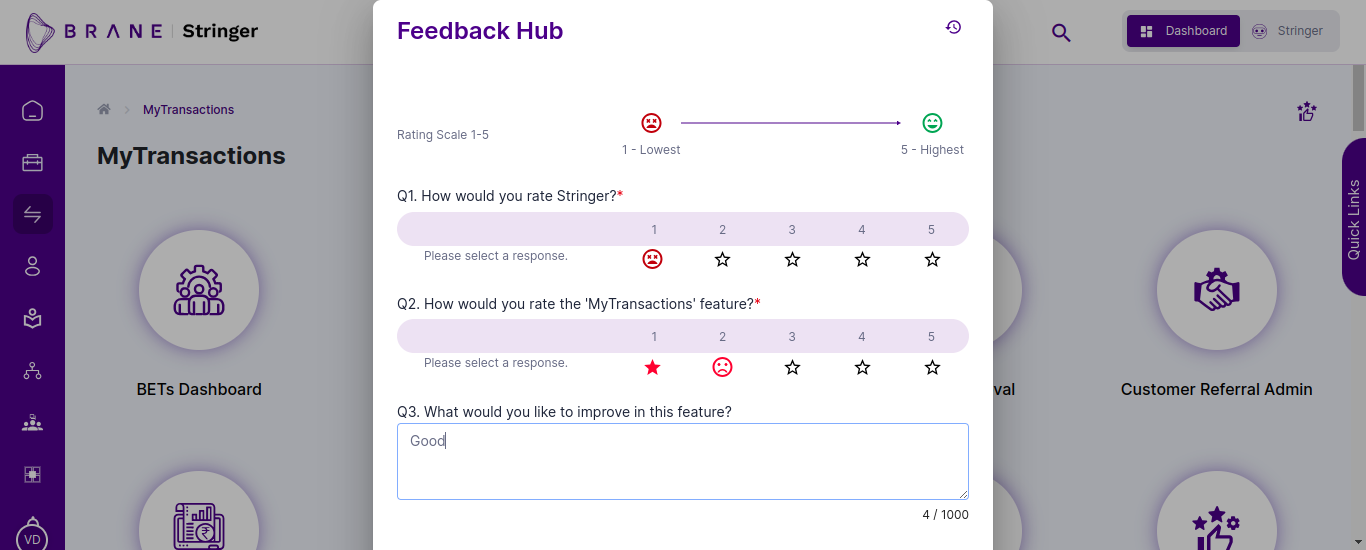 BRANE | Stringer
Feedback Hub
Dashboard
Stringer
MyTransactions
MyTransactions
Rating Scale 1-5
1 - Lowest
5 - Highest
Q1. How would you rate Stringer?*
1 2 3 4 5
Please select a response.
Q2. How would you rate the 'MyTransactions' feature?*
1 2 3 4 5
Please select a response.
Q3. What would you like to improve in this feature?
Good
4 / 1000
BETs Dashboard
val
Customer Referral Admin
Quick Links
VD